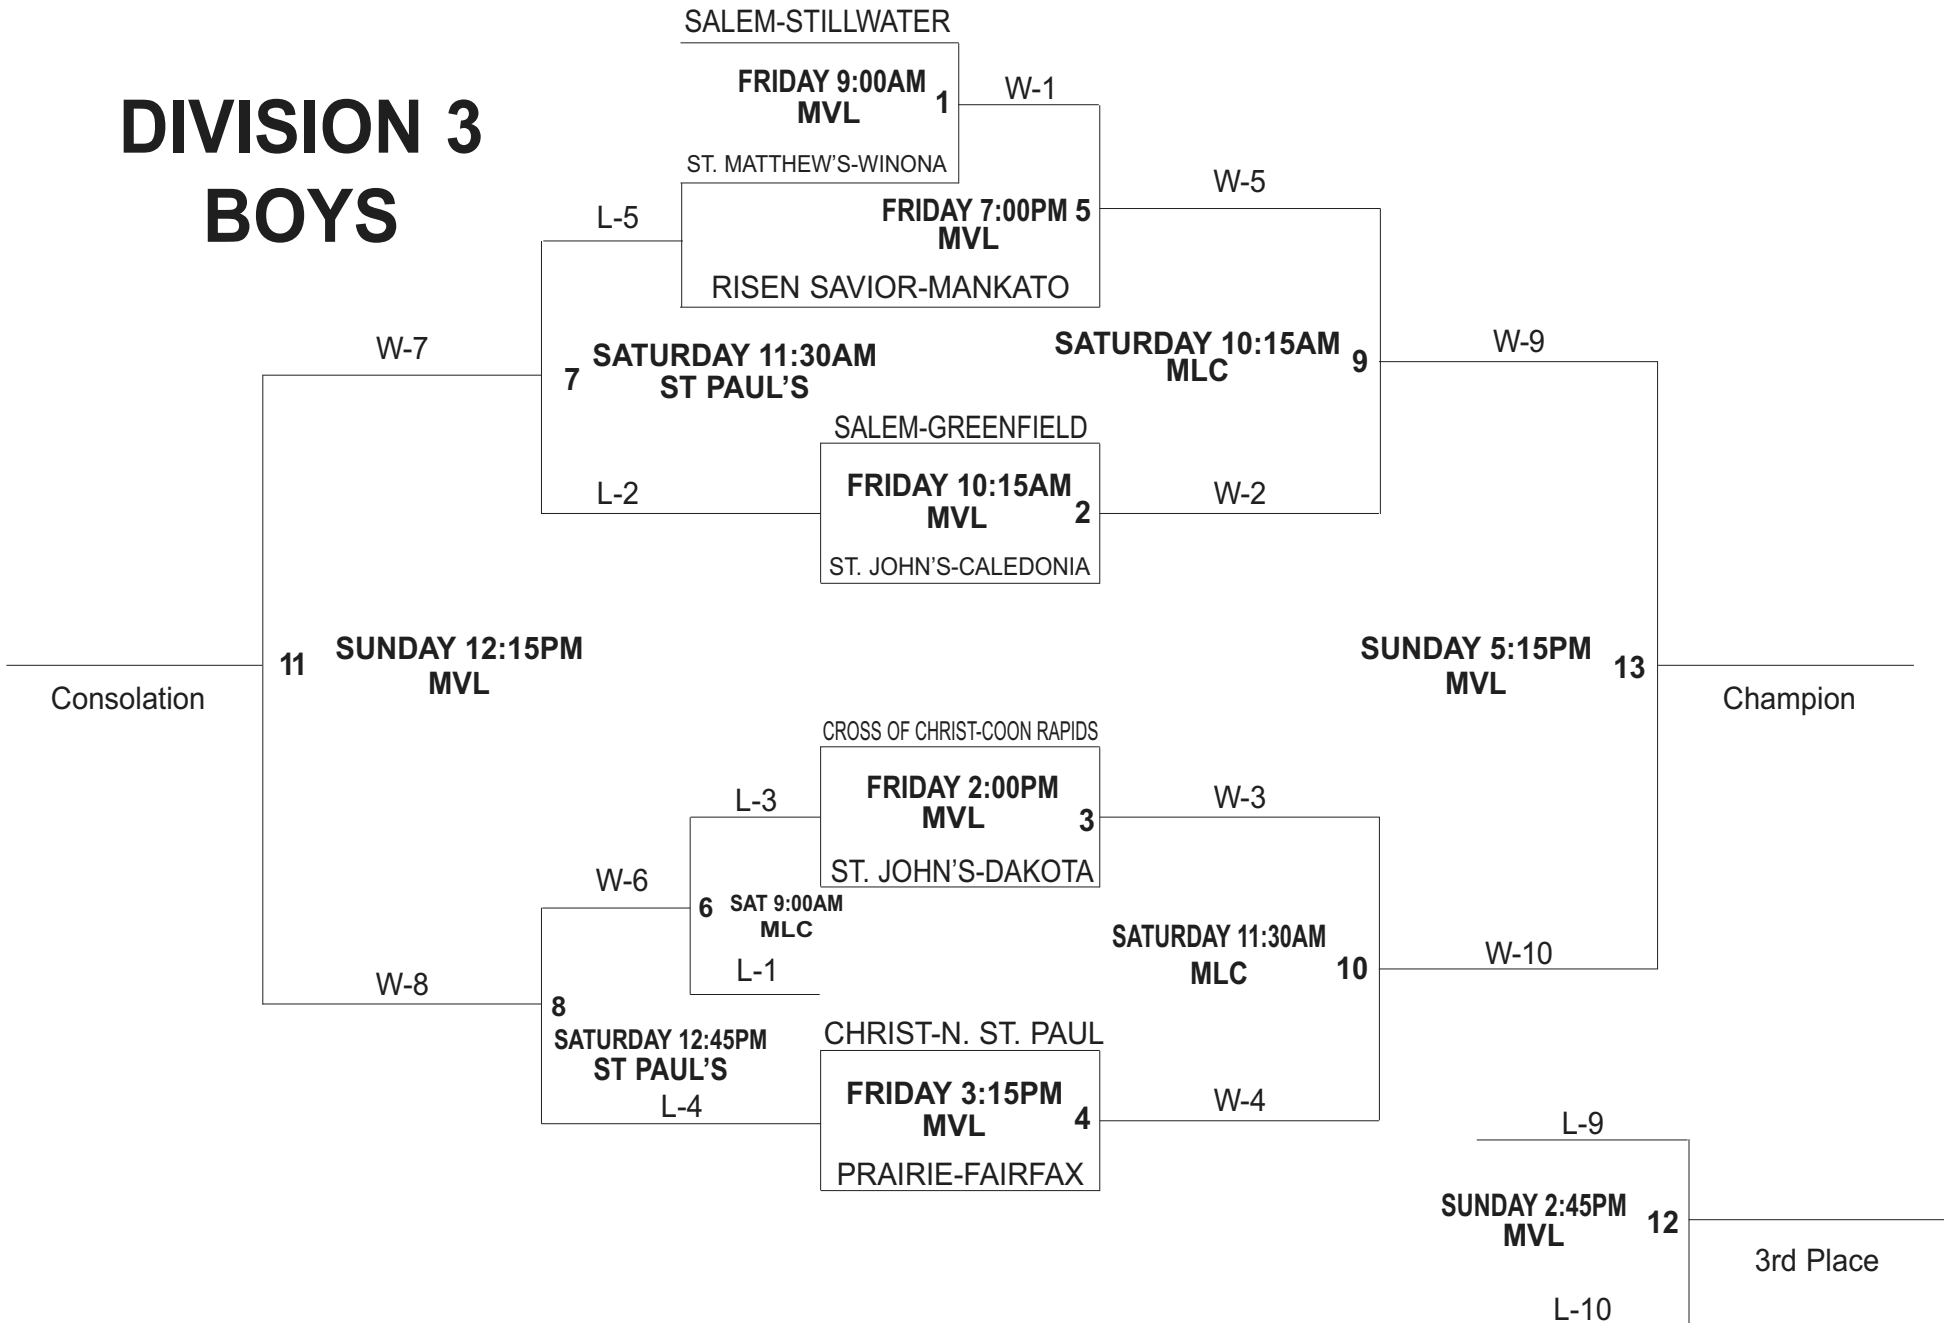 SALEM-STILLWATER
DIVISION 3
BOYS
FRIDAY 9:00AM
MVL
1
W-1
ST. MATTHEW'S-WINONA
L-5
FRIDAY 7:00PM 5
MVL
W-5
RISEN SAVIOR-MANKATO
W-7
7
SATURDAY 11:30AM
ST PAUL'S
SATURDAY 10:15AM
MLC
9
W-9
SALEM-GREENFIELD
L-2
FRIDAY 10:15AM
MVL
2
W-2
ST. JOHN'S-CALEDONIA
Consolation
11
SUNDAY 12:15PM
MVL
SUNDAY 5:15PM
MVL
13
Champion
CROSS OF CHRIST-COON RAPIDS
L-3
FRIDAY 2:00PM
MVL
3
W-3
ST. JOHN'S-DAKOTA
W-6
6
SAT 9:00AM
MLC
L-1
SATURDAY 11:30AM
MLC
10
W-10
W-8
8
SATURDAY 12:45PM
ST PAUL'S
L-4
CHRIST-N. ST. PAUL
FRIDAY 3:15PM
MVL
4
W-4
PRAIRIE-FAIRFAX
L-9
SUNDAY 2:45PM
MVL
12
3rd Place
L-10